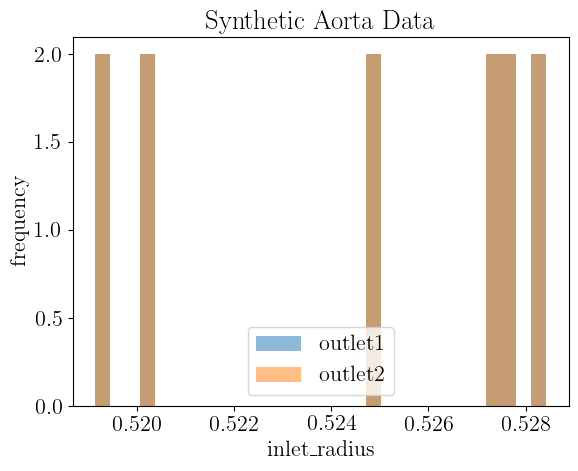 Synthetic Aorta Data
frequency
2.0
1.5
1.0
0.5
0.0
outlet1
outlet2
0.520 0.522 0.524 0.526 0.528
inlet_radius